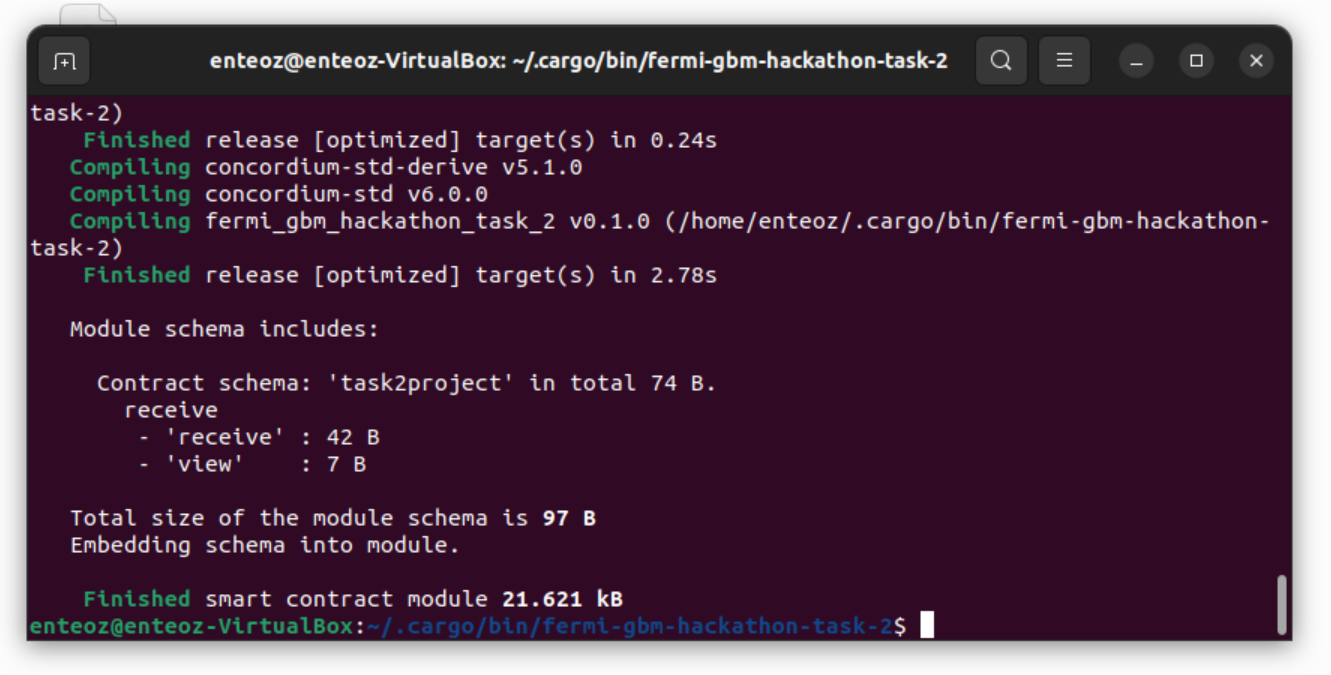 enteoz@enteoz-VirtualBox: ~/.cargo/bin/fermi-gbm-hackathon-task-2
task-2)
    Finished release [optimized] target(s) in 0.24s
   Compiling concordium-std-derive v5.1.0
   Compiling concordium-std v6.0.0
   Compiling fermi_gbm_hackathon_task_2 v0.1.0 (/home/enteoz/.cargo/bin/fermi-gbm-hackathon-
task-2)
    Finished release [optimized] target(s) in 2.78s
   Module schema includes:
     Contract schema: 'task2project' in total 74 B.
       receive
        - 'receive' : 42 B
        - 'view'    : 7 B
   Total size of the module schema is 97 B
   Embedding schema into module.
    Finished smart contract module 21.621 kB
enteoz@enteoz-VirtualBox:~/.cargo/bin/fermi-gbm-hackathon-task-2$